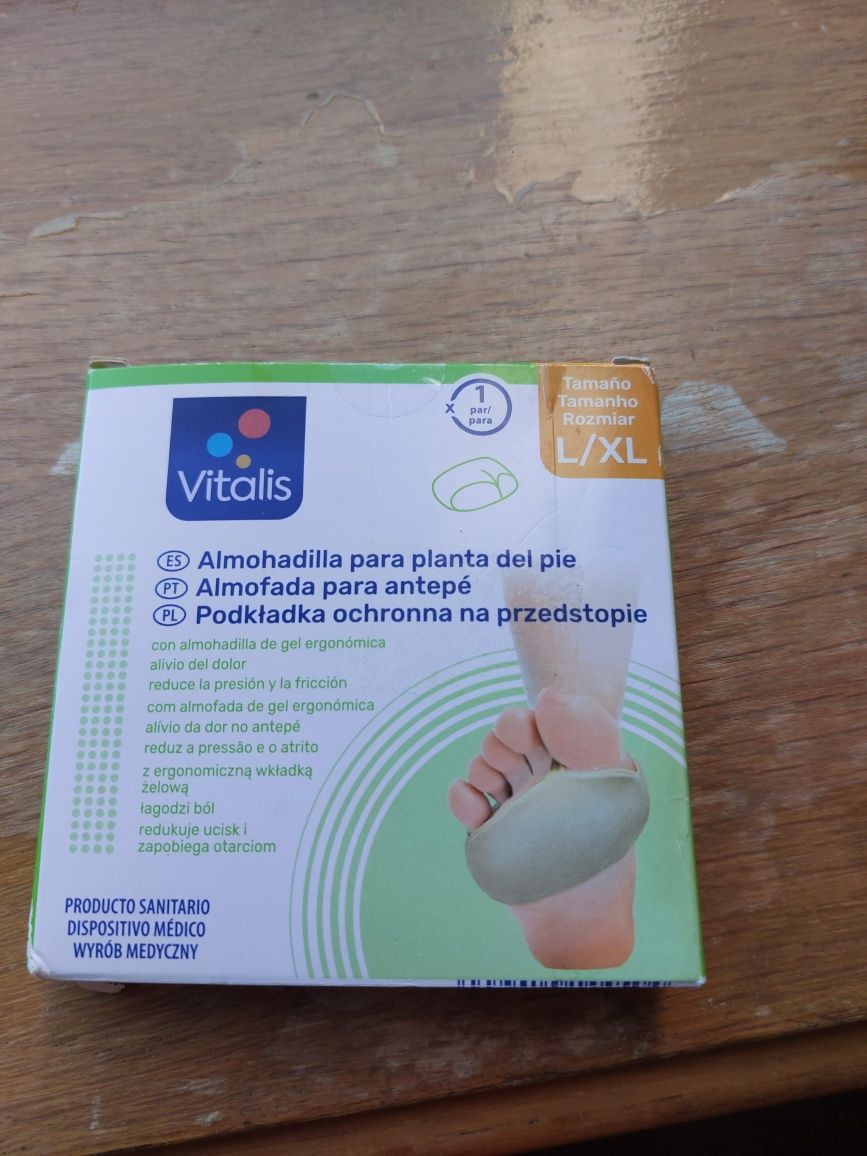 Vitalis
x 1
par/
para
Tamaño
Tamanho
Rozmiar
L/XL
ES Almohadilla para planta del pie
PT Almofada para antepé
PL Podkładka ochronna na przedstopie
con almohadilla de gel ergonómica
alivio del dolor
reduce la presión y la fricción
com almofada de gel ergonómica
alívio da dor no antepé
reduz a pressão e o atrito
z ergonomiczną wkładką
żelową
łagodzi ból
redukuje ucisk i
zapobiega otarciom
PRODUCTO SANITARIO
DISPOSITIVO MÉDICO
WYRÓB MEDYCZNY